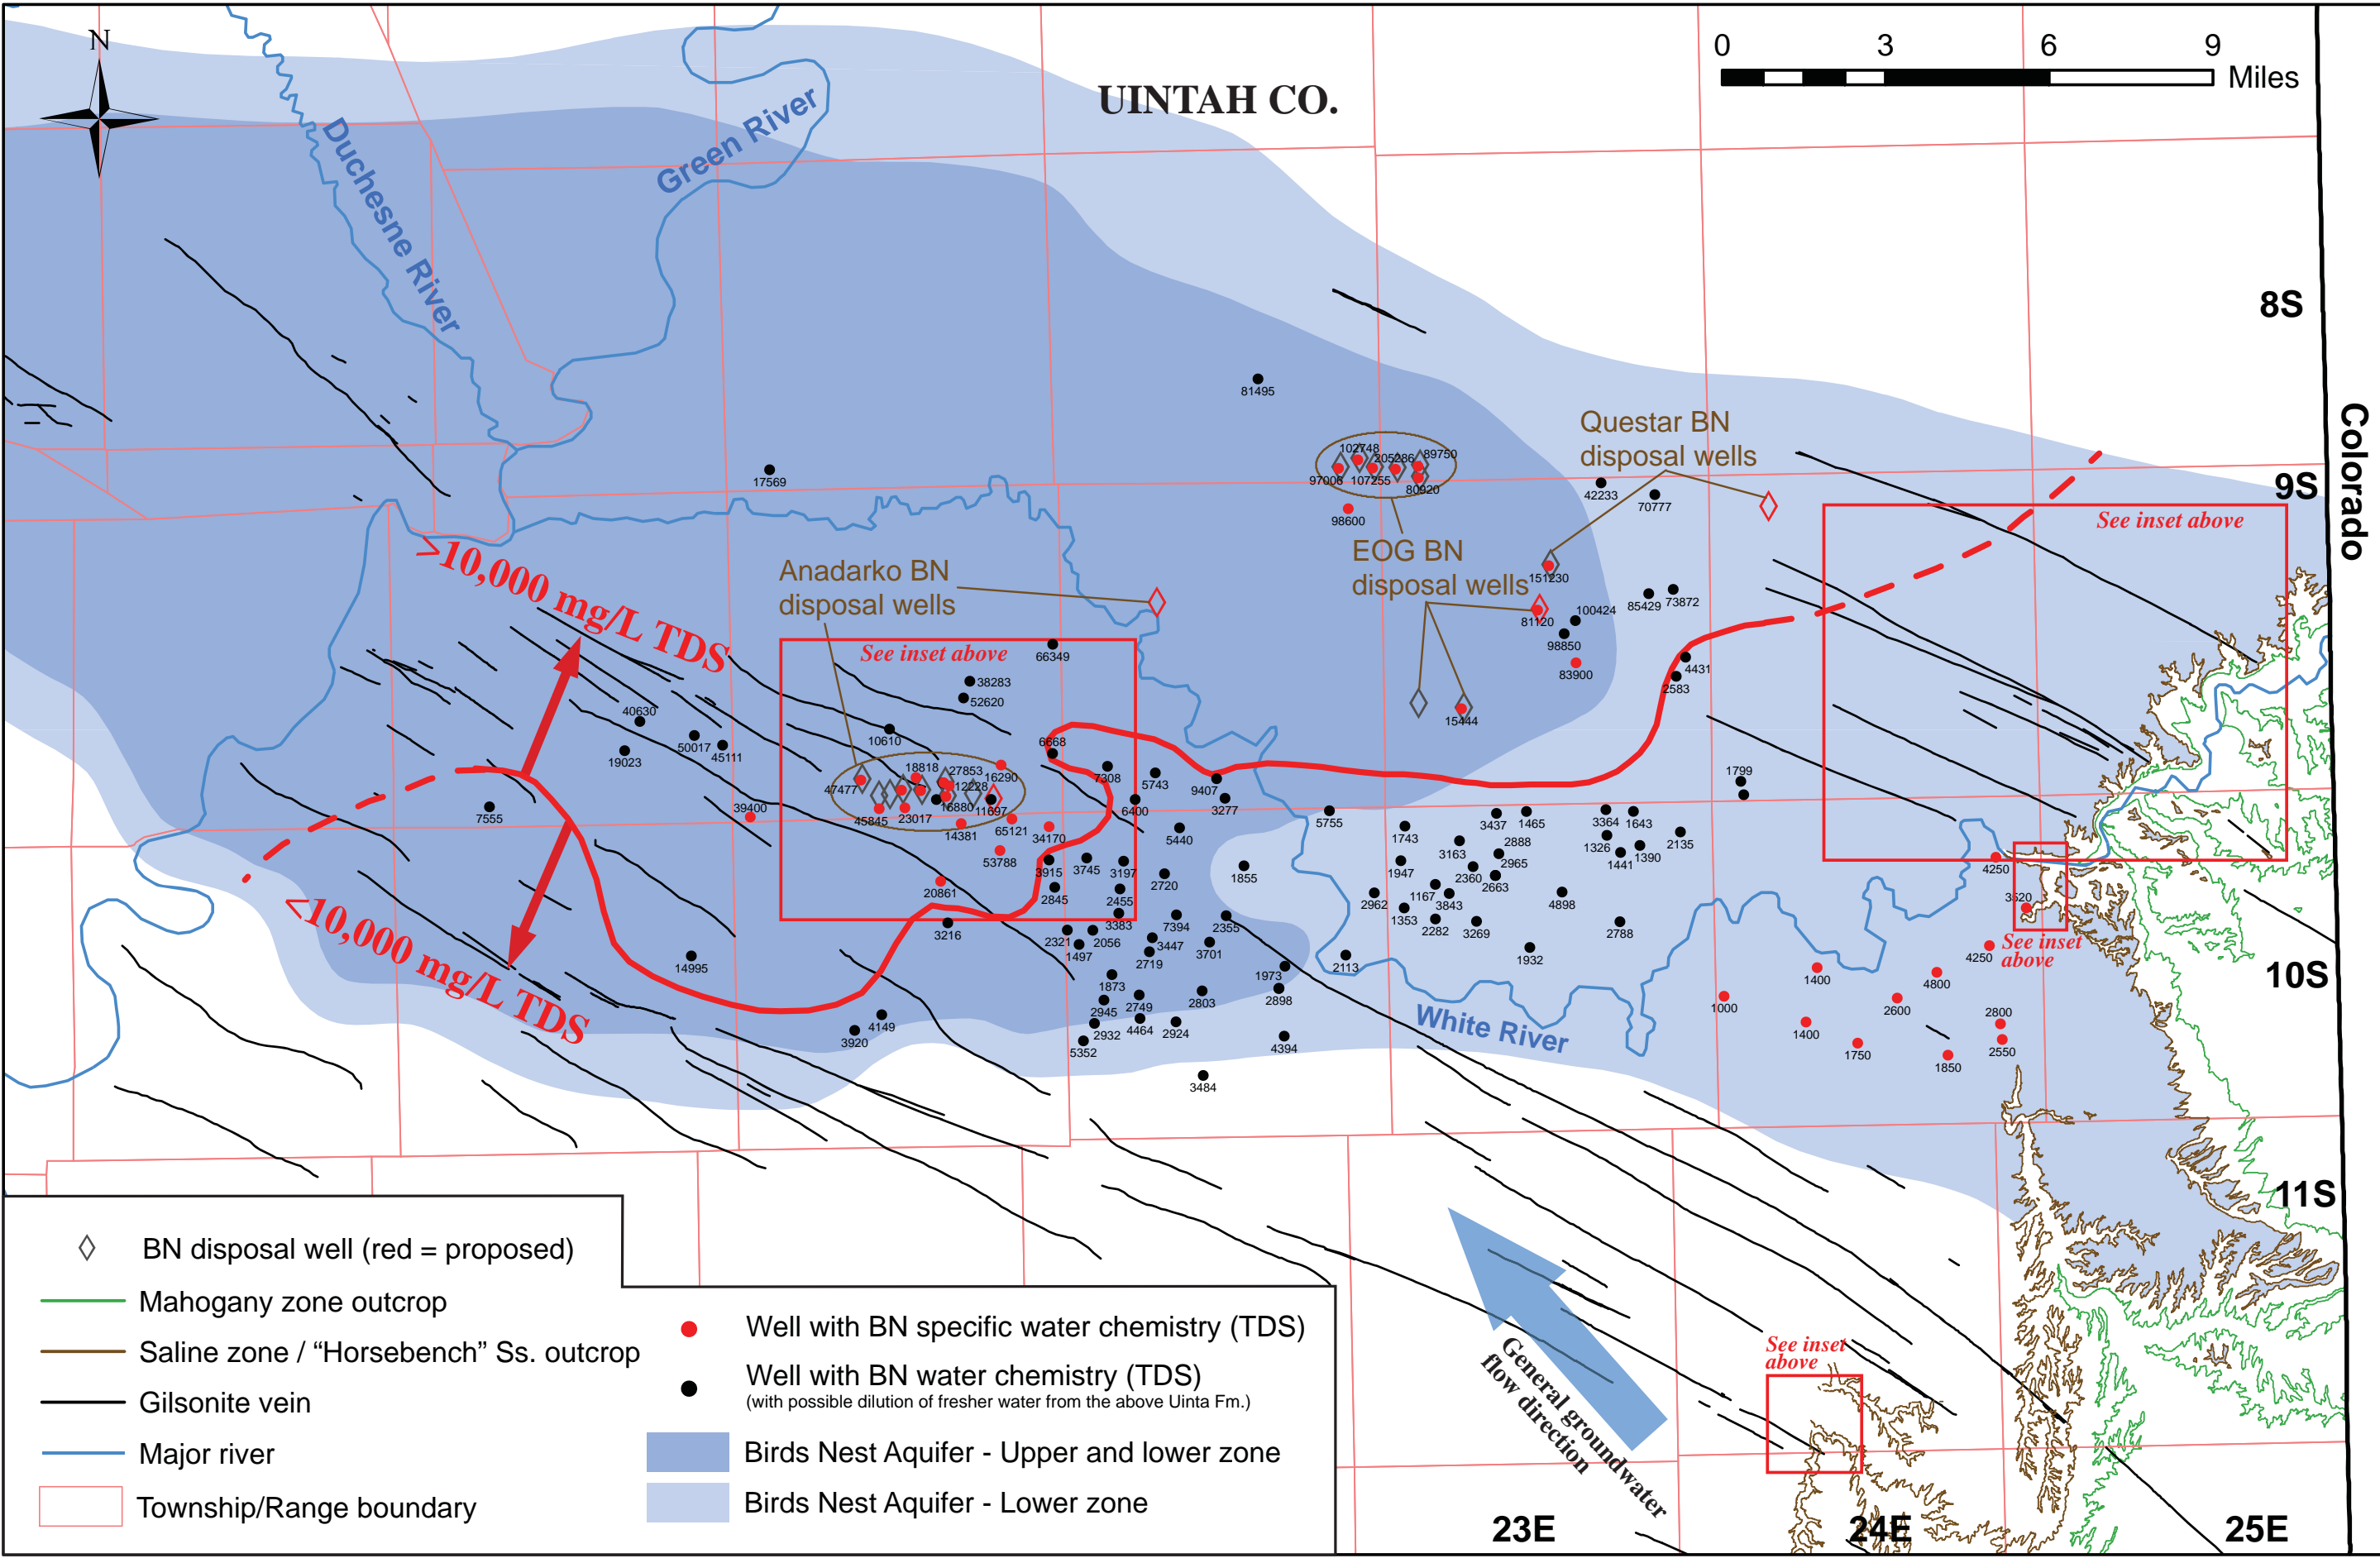 N
UINTAH CO.
0 3 6 9
Miles
Duchesne River
Green River
8S
Colorado
81495
Questar BN
disposal wells
102748
205286
89750
97006
107255
80920
17569
42233
70777
9S
98600
See inset above
>10,000 mg/L TDS
Anadarko BN
disposal wells
EOG BN
disposal wells
151230
85429
73872
100424
81120
98850
See inset above
66349
83900
4431
2583
38283
52620
40630
15444
10610
50017
45111
19023
6668
7308
5743
9407
3277
1799
18818
27853
16290
47477
12228
16880
11697
6400
7555
39400
45845
23017
14381
65121
34170
5440
5755
1743
3437
1465
3364
1643
2135
1326
1390
1441
3163
2888
2965
53788
3915
3745
3197
2720
1855
1947
2360
2663
4250
20861
2845
2455
2962
1167
3843
4898
3520
<10,000 mg/L TDS
3216
3383
7394
2355
1353
2282
3269
2788
2321
2056
1497
3447
2719
3701
1932
4250
See inset
above
14995
1873
1973
2113
2898
1400
4800
10S
2945
2749
2803
1000
2600
4149
3920
2932
4464
2924
White River
1400
2800
5352
4394
1750
2550
1850
3484
11S
BN disposal well (red = proposed)
Mahogany zone outcrop
Saline zone / “Horsebench” Ss. outcrop
Gilsonite vein
Major river
Township/Range boundary
Well with BN specific water chemistry (TDS)
Well with BN water chemistry (TDS)
(with possible dilution of fresher water from the above Uinta Fm.)
Birds Nest Aquifer - Upper and lower zone
Birds Nest Aquifer - Lower zone
General groundwater
flow direction
See inset
above
23E
24E
25E